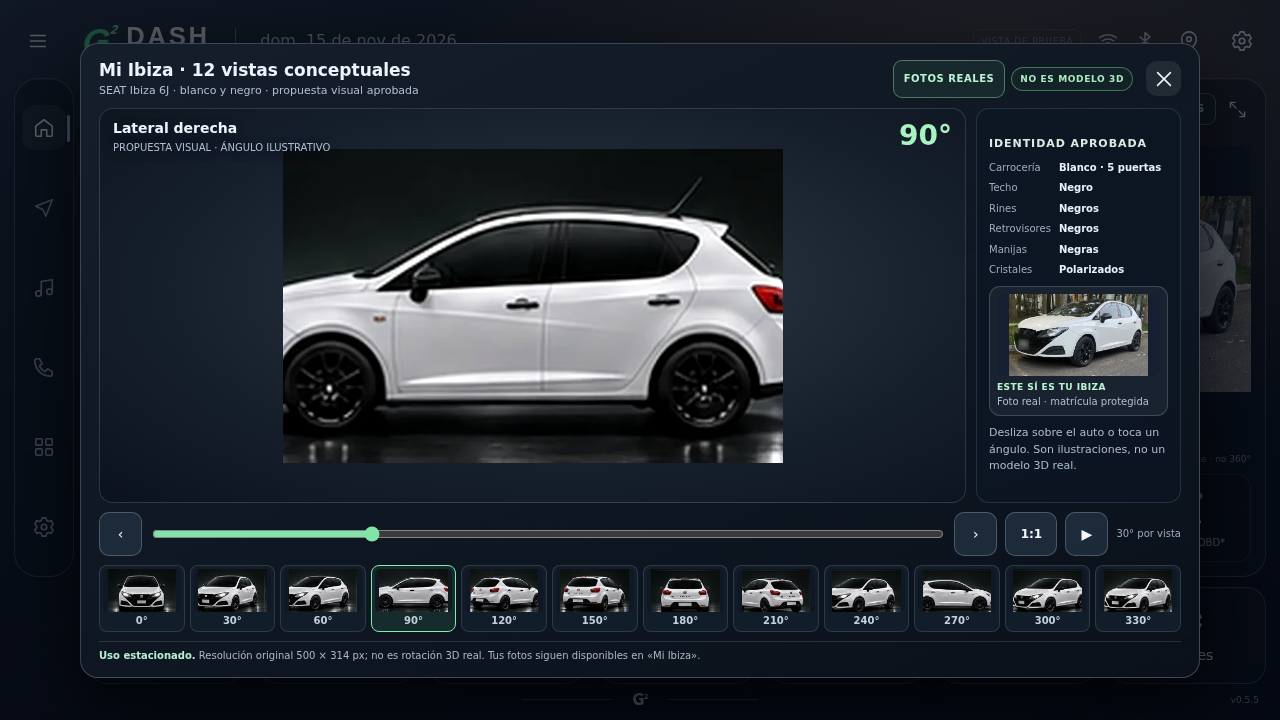 G² DASH
dom, 15 de nov de 2026
VISTA DE PRUEBA
Mi Ibiza · 12 vistas conceptuales
SEAT Ibiza 6J · blanco y negro · propuesta visual aprobada
FOTOS REALES
NO ES MODELO 3D
Lateral derecha
PROPUESTA VISUAL · ÁNGULO ILUSTRATIVO
90°
IDENTIDAD APROBADA
Carrocería Blanco · 5 puertas
Techo Negro
Rines Negros
Retrovisores Negros
Manijas Negras
Cristales Polarizados
ESTE SÍ ES TU IBIZA
Foto real · matrícula protegida
Desliza sobre el auto o toca un
ángulo. Son ilustraciones, no un
modelo 3D real.
no 360°
OBD*
‹
›
1:1
▶
30° por vista
0°
30°
60°
90°
120°
150°
180°
210°
240°
270°
300°
330°
Uso estacionado. Resolución original 500 × 314 px; no es rotación 3D real. Tus fotos siguen disponibles en «Mi Ibiza».
G²
v0.5.5